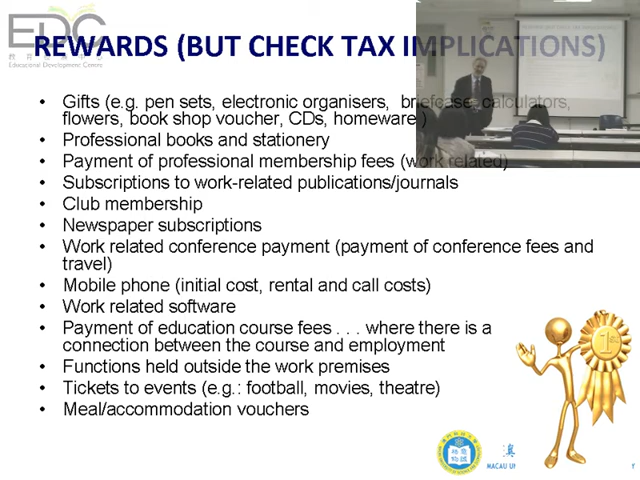 EDC
Educational Development Centre
REWARDS (BUT CHECK TAX IMPLICATIONS)
• Gifts (e.g. pen sets, electronic organisers, briefcase, calculators,
flowers, book shop voucher, CDs, homeware )
• Professional books and stationery
• Payment of professional membership fees (work related)
• Subscriptions to work-related publications/journals
• Club membership
• Newspaper subscriptions
• Work related conference payment (payment of conference fees and
travel)
• Mobile phone (initial cost, rental and call costs)
• Work related software
• Payment of education course fees . . . where there is a
connection between the course and employment
• Functions held outside the work premises
• Tickets to events (e.g.: football, movies, theatre)
• Meal/accommodation vouchers
1st
澳
MACAU U